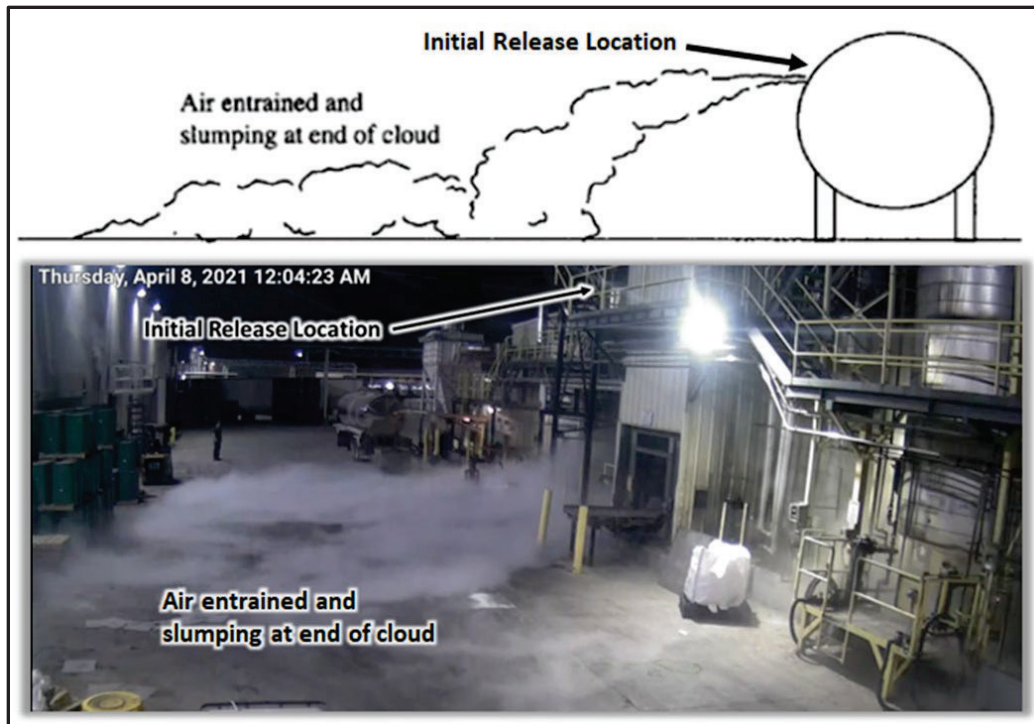 Initial Release Location
Air entrained and
slumping at end of cloud
Thursday, April 8, 2021 12:04:23 AM
Initial Release Location
Air entrained and
slumping at end of cloud